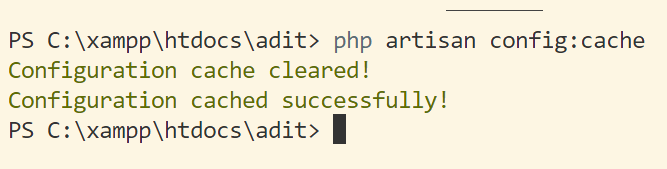 PS C:\xampp\htdocs\adit> php artisan config:cache
Configuration cache cleared!
Configuration cached successfully!
PS C:\xampp\htdocs\adit>